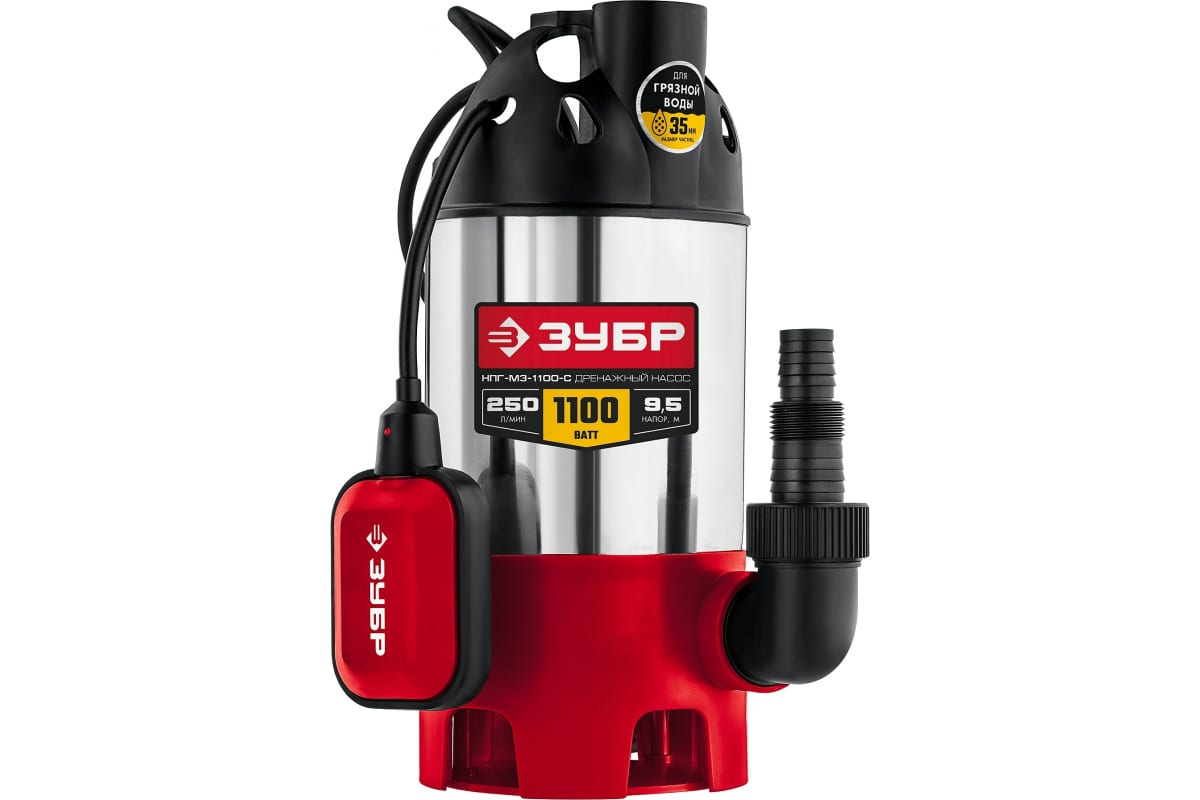 ДЛЯ
ГРЯЗНОЙ
ВОДЫ
35 мм
РАЗМЕР ЧАСТИЦ
ЗУБР
НПГ-М3-1100-С ДРЕНАЖНЫЙ НАСОС
250
Л/МИН
1100
ВАТТ
9,5
НАПОР, М
ЗУБР